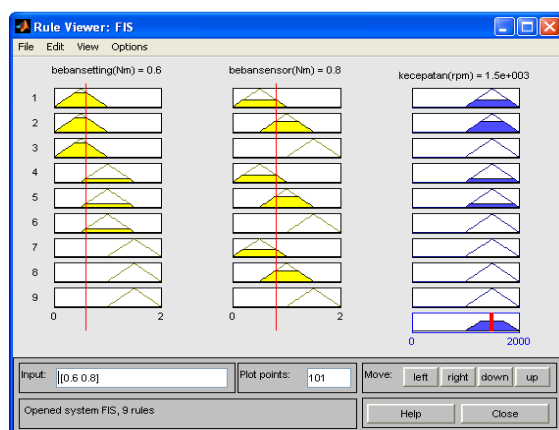 Rule Viewer: FIS
File Edit View Options
bebansetting(Nm) = 0.6
bebansensor(Nm) = 0.8
kecepatan(rpm) = 1.5e+003
1
2
3
4
5
6
7
8
9
0 2
0 2
0 2000
Input: [0.6 0.8]
Plot points: 101
Move: left right down up
Opened system FIS, 9 rules
Help Close